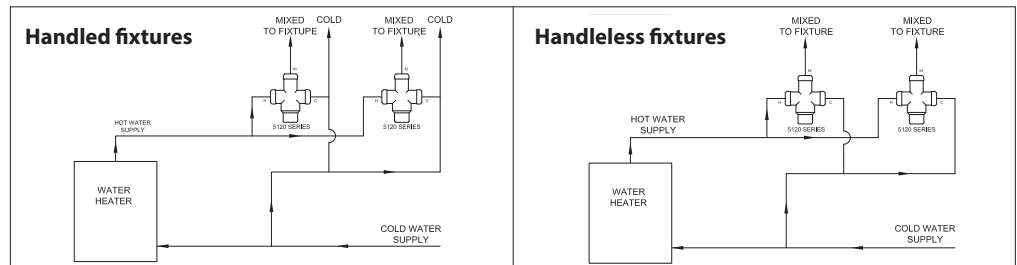 Handled fixtures
MIXED
TO FIXTUPE
COLD
MIXED
TO FIXTUPE
COLD
M
H
C
5120 SERIES
M
H
C
5120 SERIES
HOT WATER
SUPPLY
WATER
HEATER
COLD WATER
SUPPLY
Handleless fixtures
MIXED
TO FIXTURE
MIXED
TO FIXTURE
M
H
C
5120 SERIES
M
H
C
5120 SERIES
HOT WATER
SUPPLY
WATER
HEATER
COLD WATER
SUPPLY